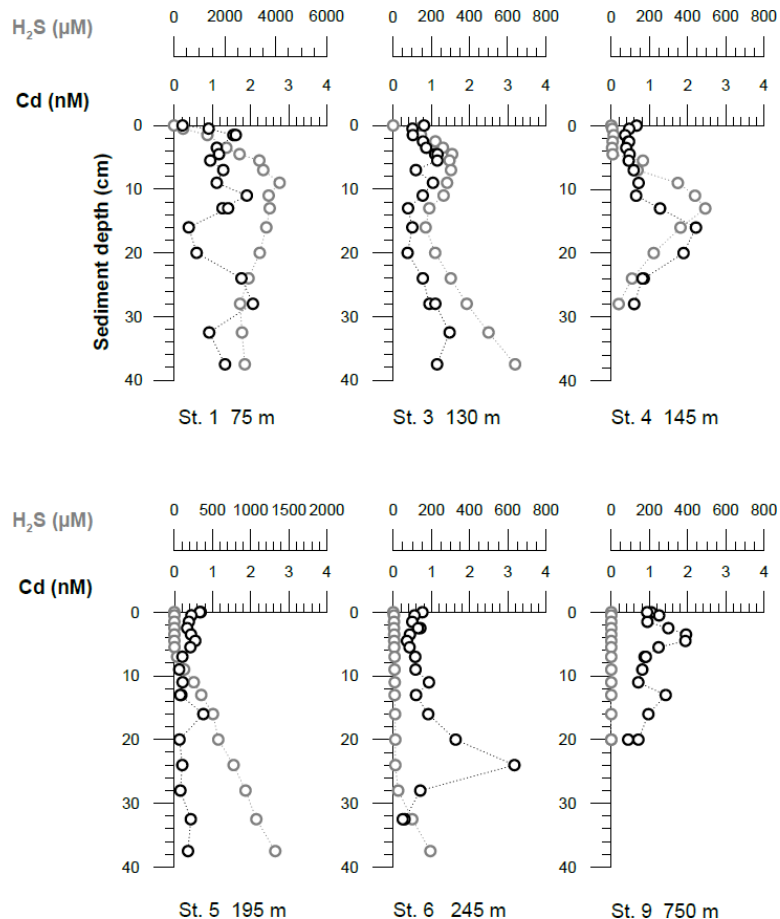 0 2000 4000 6000 0 200 400 600 800 0 200 400 600 800
H₂S (µM)
0 1 2 3 4 0 1 2 3 4 0 1 2 3 4
Cd (nM)
0 0 0
10 10 10
20 20 20
30 30 30
40 40 40
Sediment depth (cm)
St. 1 75 m St. 3 130 m St. 4 145 m
0 500 1000 1500 2000 0 200 400 600 800 0 200 400 600 800
H₂S (µM)
0 1 2 3 4 0 1 2 3 4 0 1 2 3 4
Cd (nM)
0 0 0
10 10 10
20 20 20
30 30 30
40 40 40
St. 5 195 m St. 6 245 m St. 9 750 m